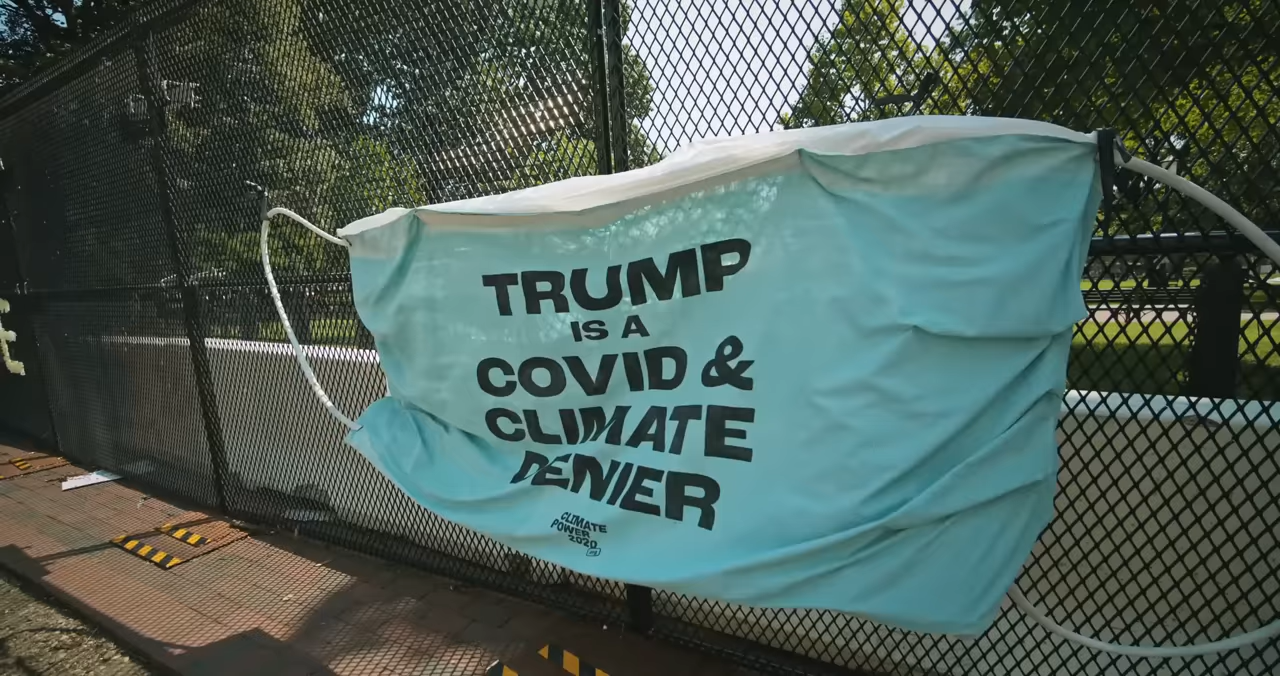 TRUMP
IS A
COVID &
CLIMATE
DENIER
CLIMATE
POWER
2020